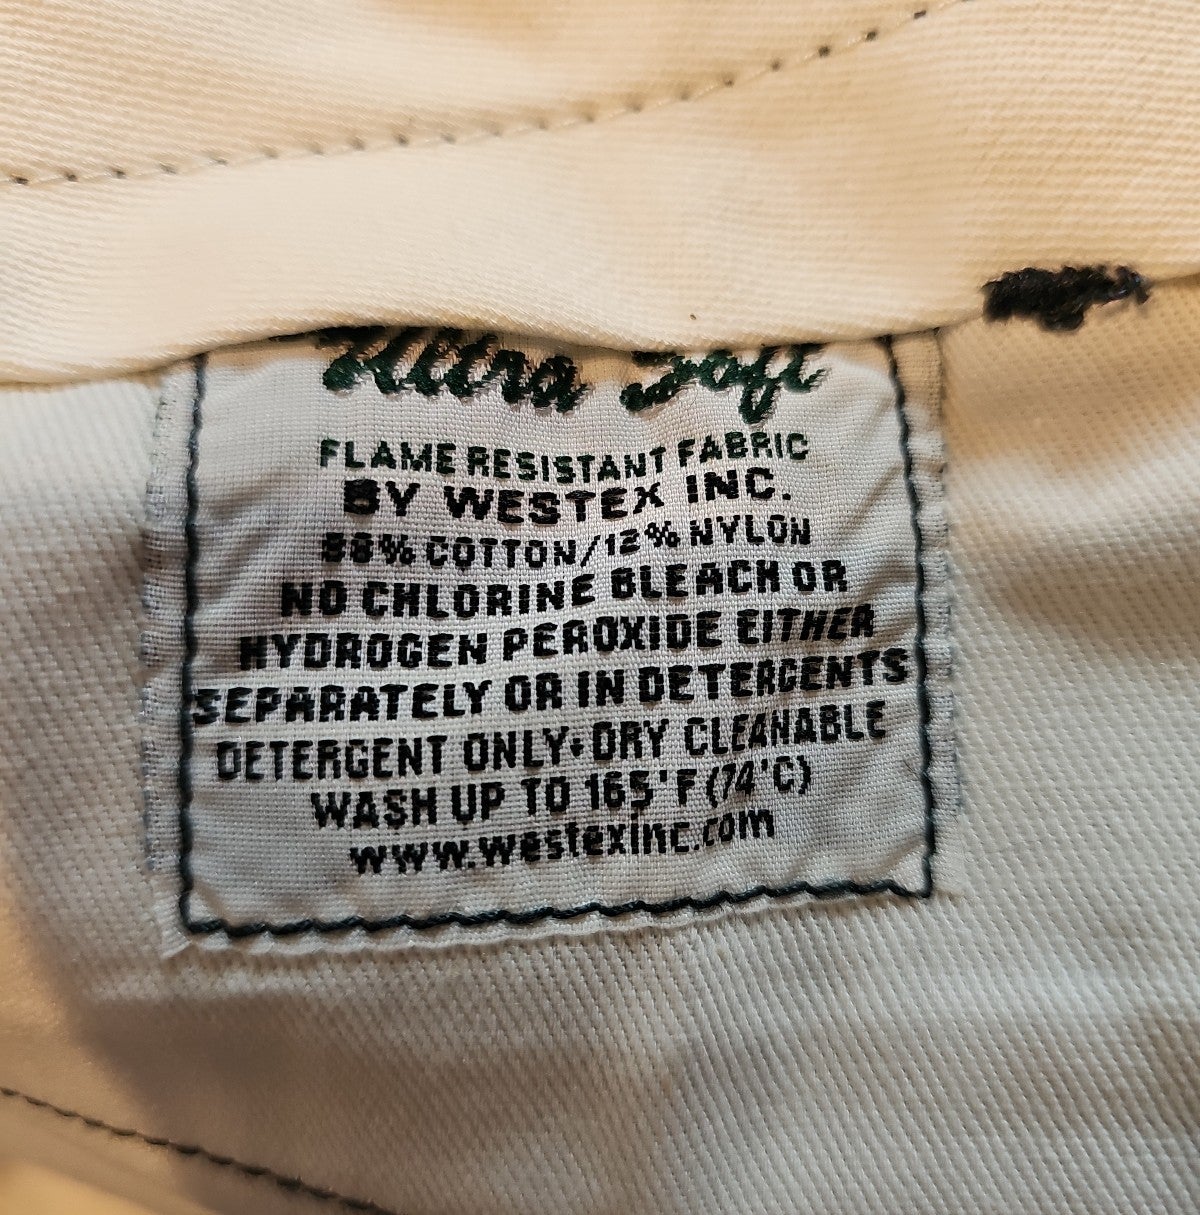 Ultra Soft
FLAME RESISTANT FABRIC
BY WESTEX INC.
88% COTTON/12% NYLON
NO CHLORINE BLEACH OR
HYDROGEN PEROXIDE EITHER
SEPARATELY OR IN DETERGENTS
DETERGENT ONLY•DRY CLEANABLE
WASH UP TO 165°F (74°C)
www.westexinc.com